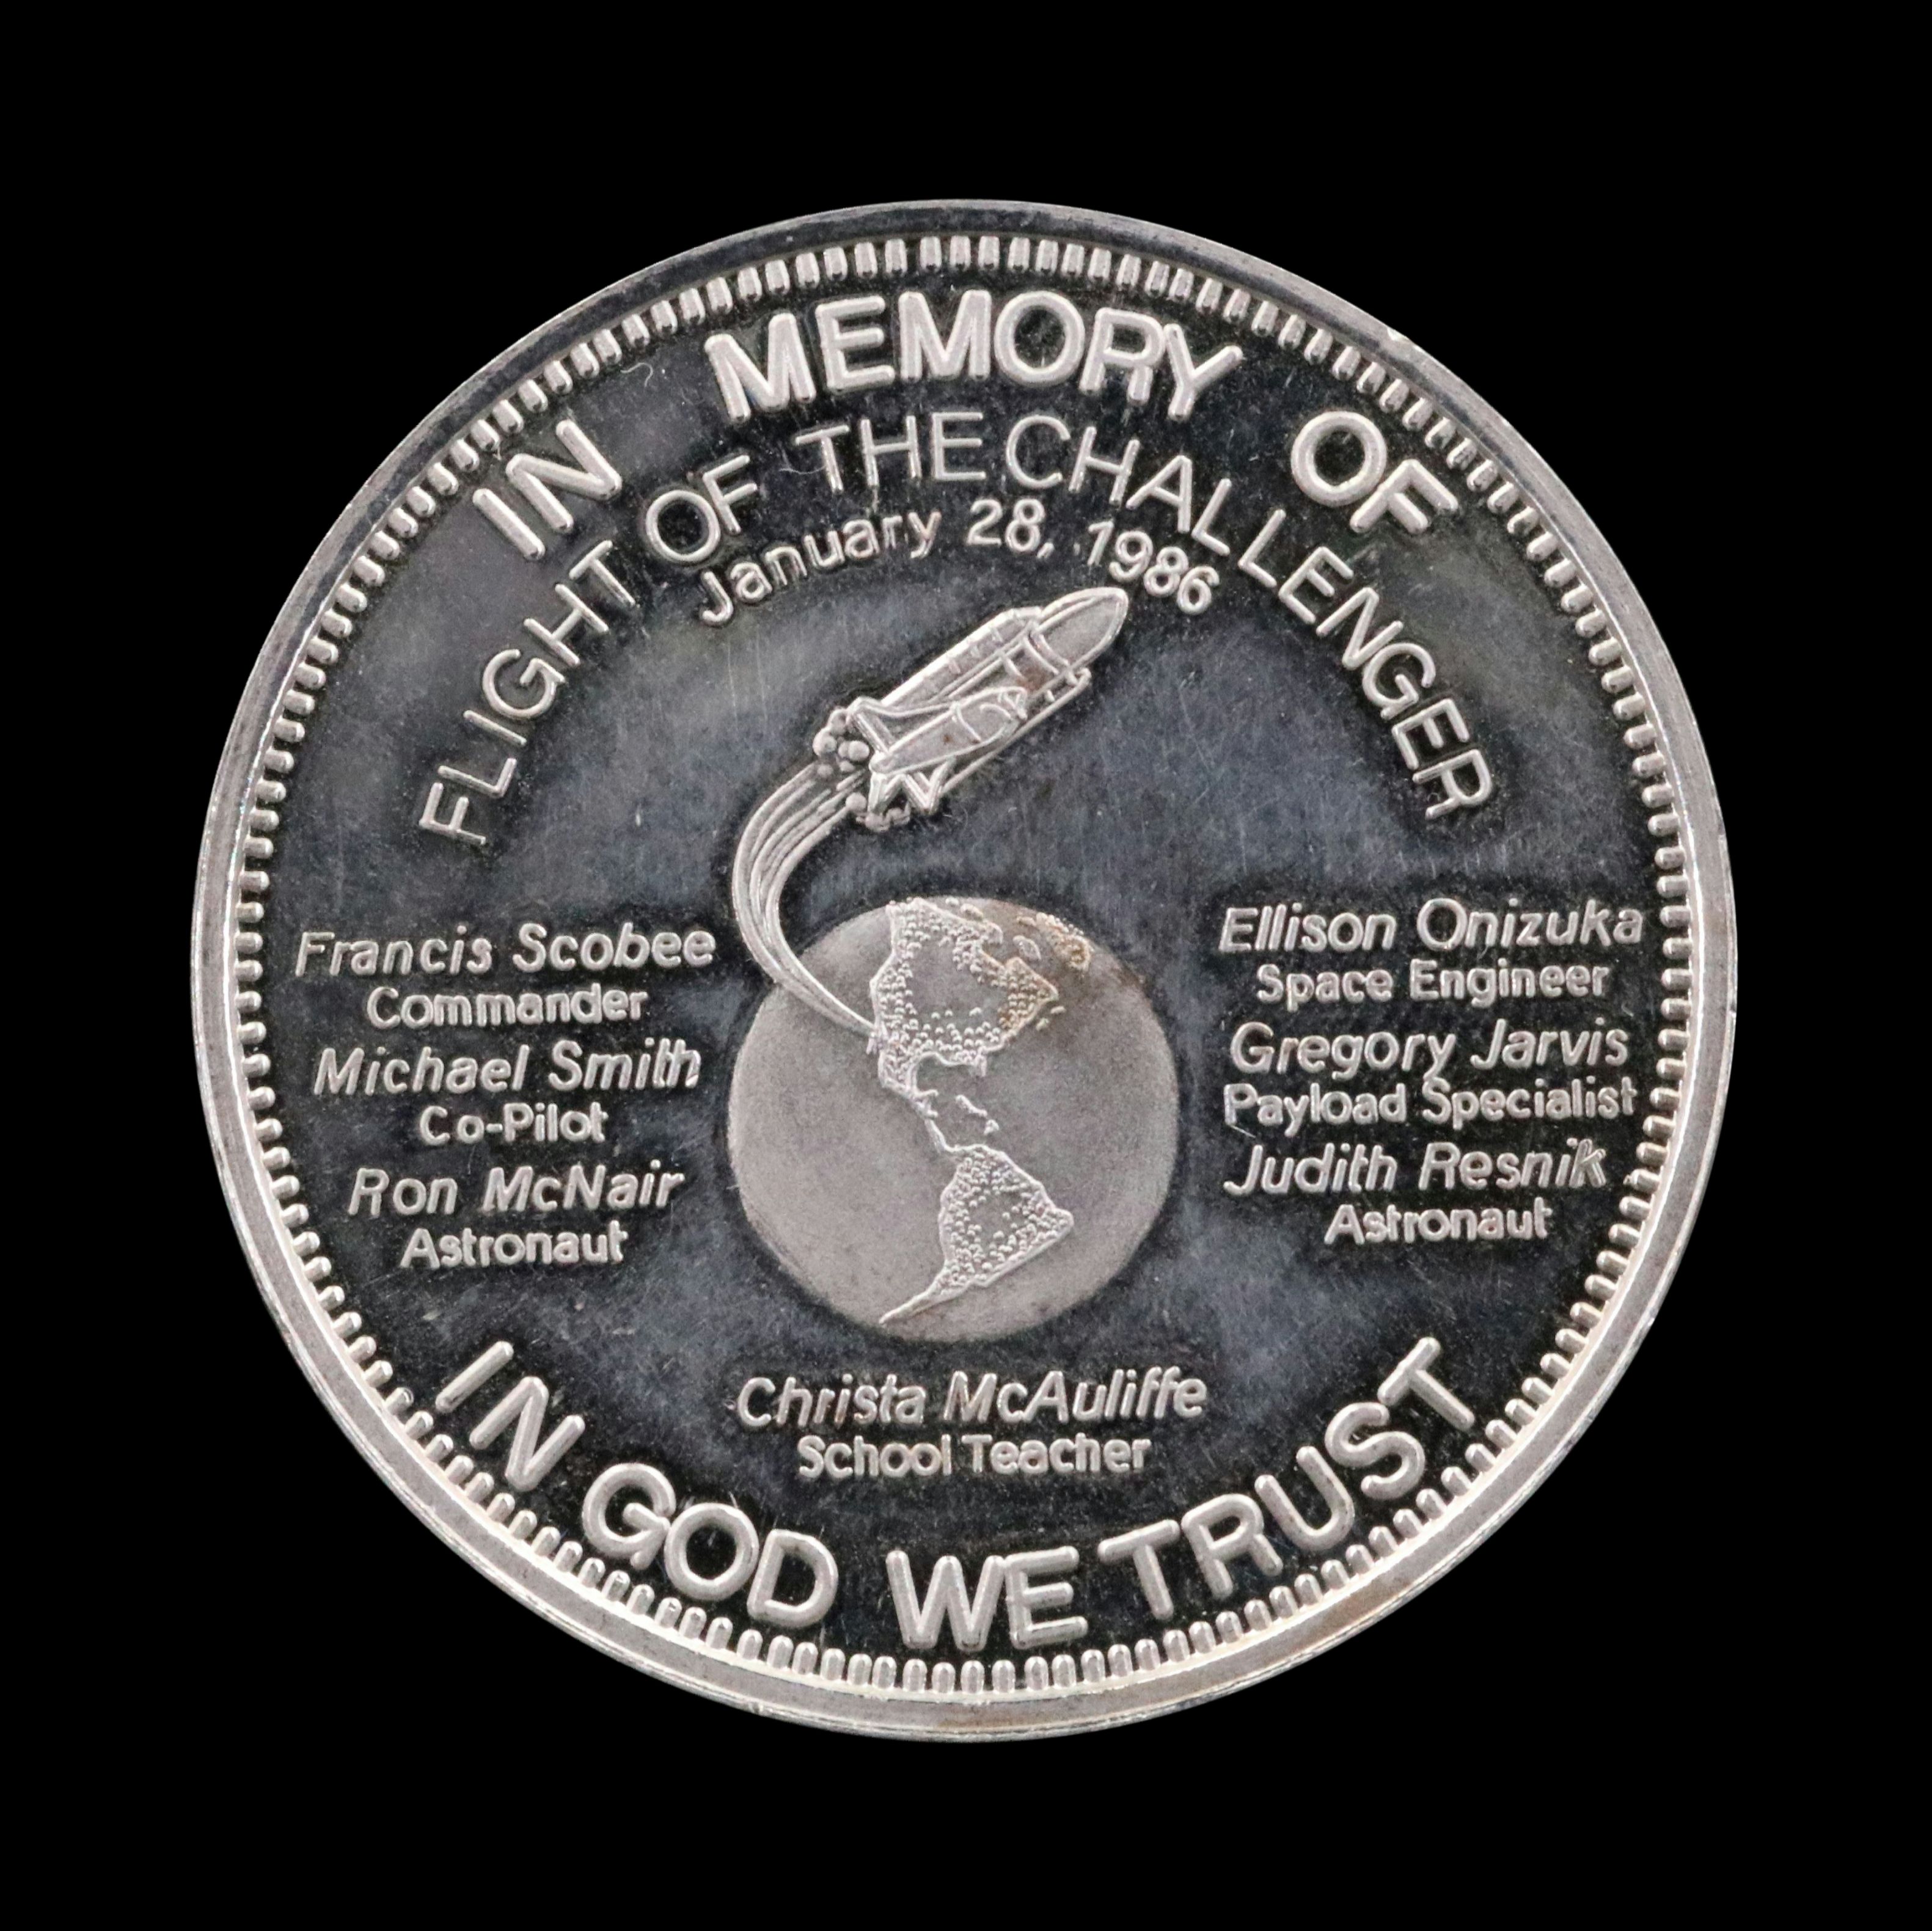 IN MEMORY OF
FLIGHT OF THE CHALLENGER
January 28, 1986
Francis Scobee
Commander
Michael Smith
Co-Pilot
Ron McNair
Astronaut
Ellison Onizuka
Space Engineer
Gregory Jarvis
Payload Specialist
Judith Resnik
Astronaut
Christa McAuliffe
School Teacher
IN GOD WE TRUST